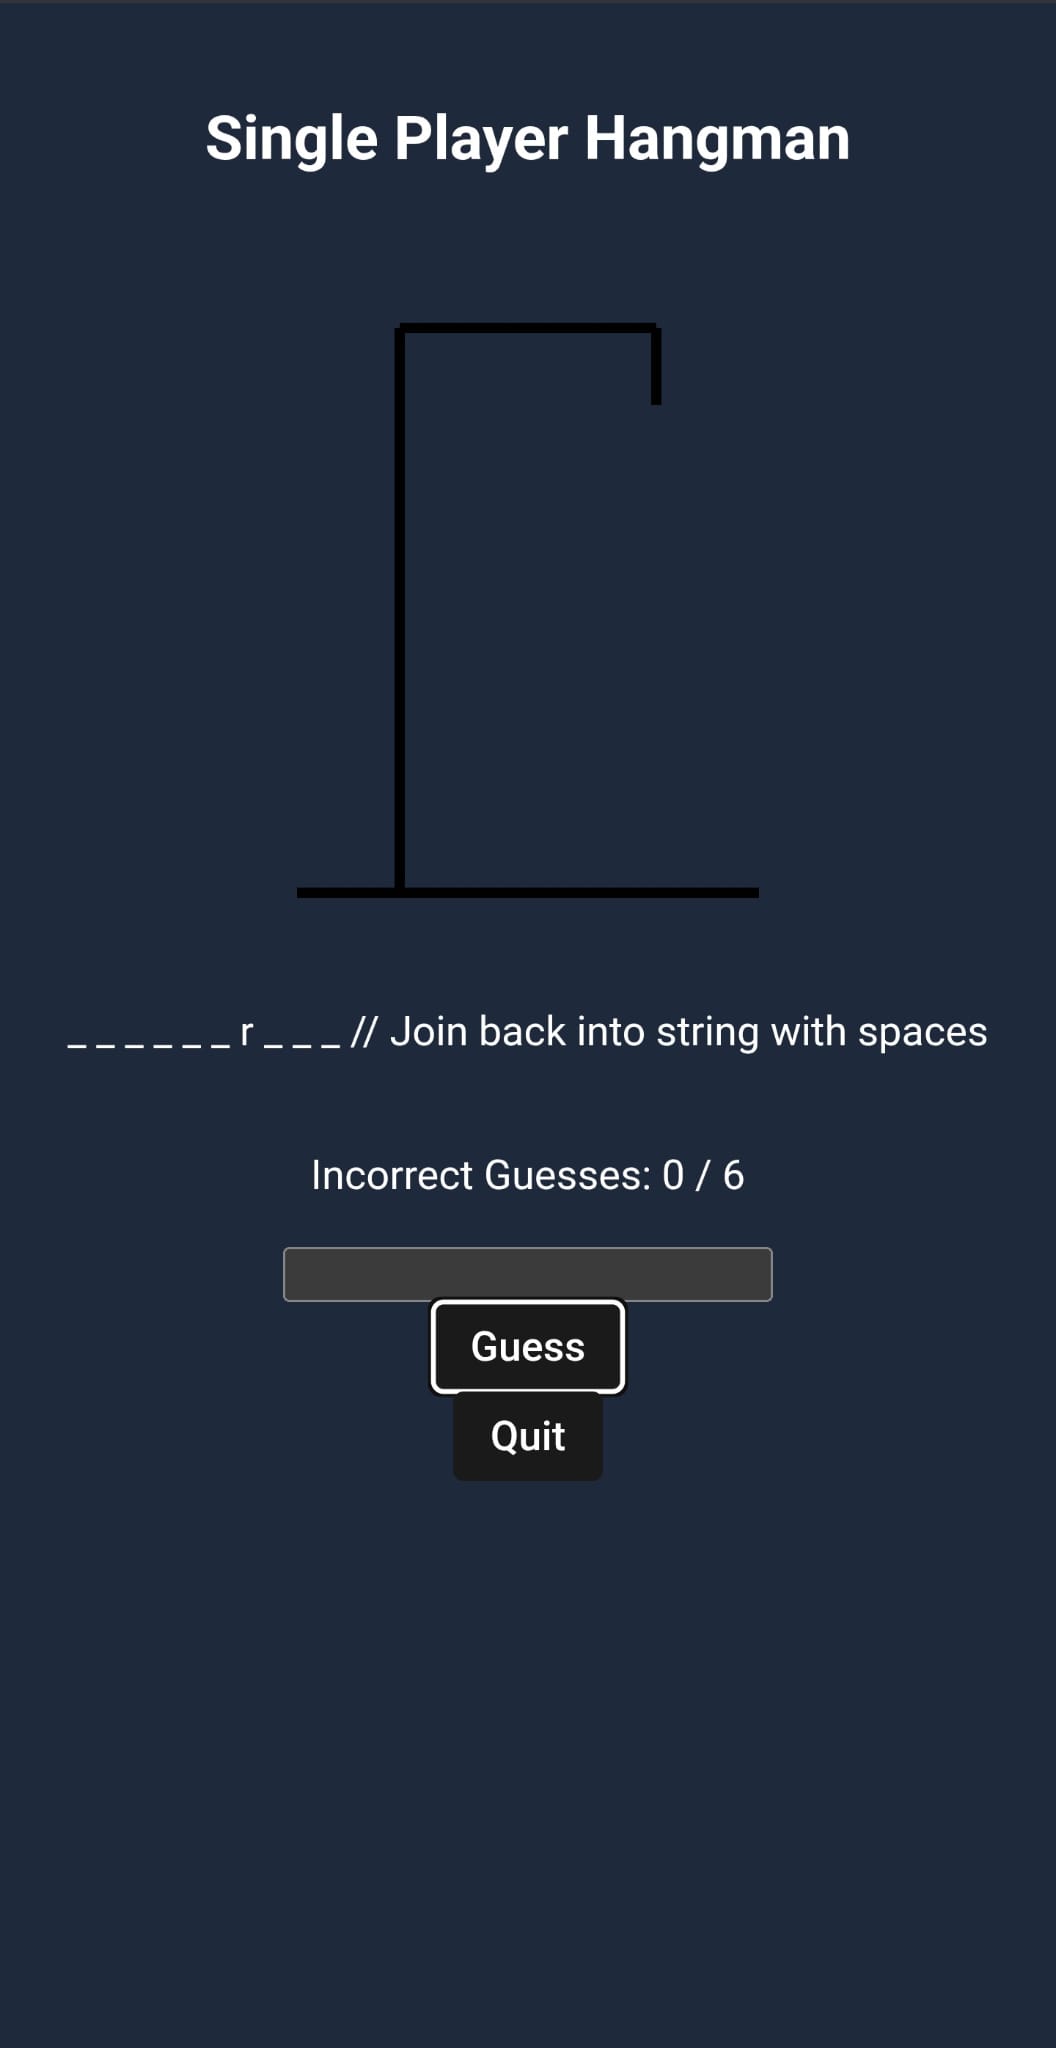 Single Player Hangman
_ _ _ _ _ _ r _ _ _ // Join back into string with spaces
Incorrect Guesses: 0 / 6
Guess
Quit